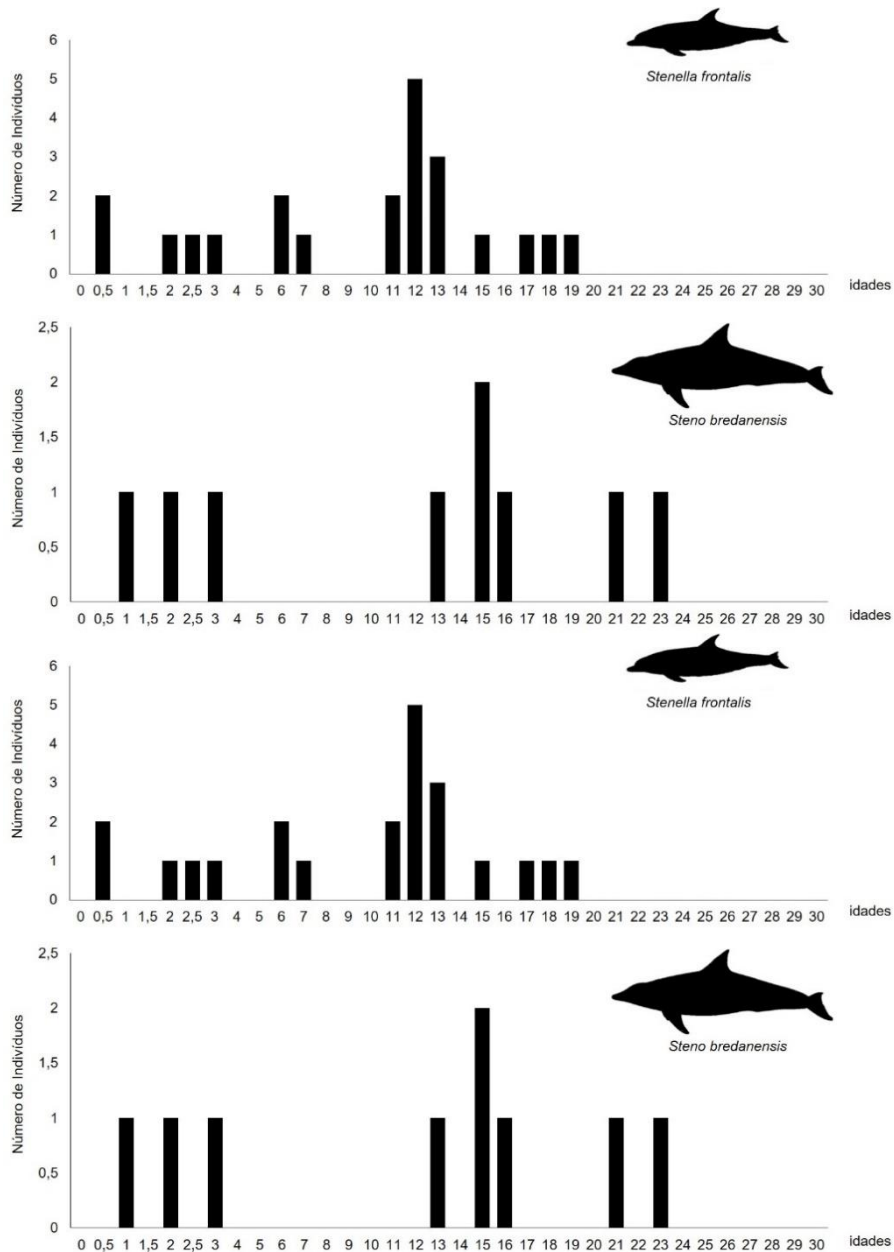 6
Stenella frontalis
5
4
3
2
1
0
Número de Indivíduos
0 0,5 1 1,5 2 2,5 3 4 5 6 7 8 9 10 11 12 13 14 15 16 17 18 19 20 21 22 23 24 25 26 27 28 29 30 idades
2,5
2
Steno bredanensis
1,5
1
0,5
0
Número de Indivíduos
0 0,5 1 1,5 2 2,5 3 4 5 6 7 8 9 10 11 12 13 14 15 16 17 18 19 20 21 22 23 24 25 26 27 28 29 30 idades
6
Stenella frontalis
5
4
3
2
1
0
Número de Indivíduos
0 0,5 1 1,5 2 2,5 3 4 5 6 7 8 9 10 11 12 13 14 15 16 17 18 19 20 21 22 23 24 25 26 27 28 29 30 idades
2,5
2
Steno bredanensis
1,5
1
0,5
0
Número de Indivíduos
0 0,5 1 1,5 2 2,5 3 4 5 6 7 8 9 10 11 12 13 14 15 16 17 18 19 20 21 22 23 24 25 26 27 28 29 30 idades